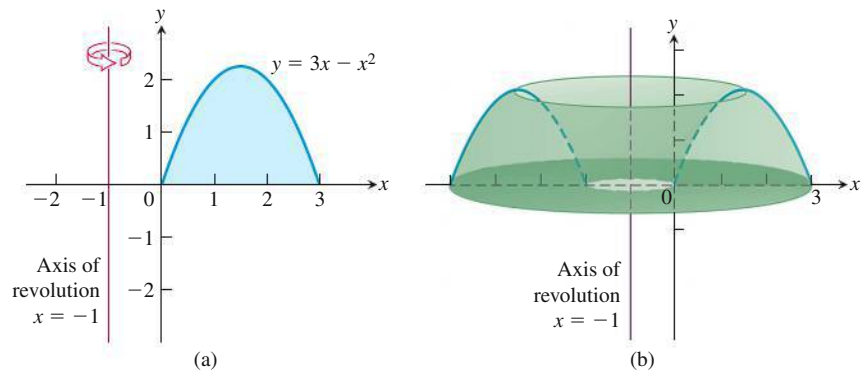 y
y = 3x − x²
2
1
−2
−1
0
1
2
3
x
−1
−2
Axis of
revolution
x = −1
(a)
y
0
3
x
Axis of
revolution
x = −1
(b)